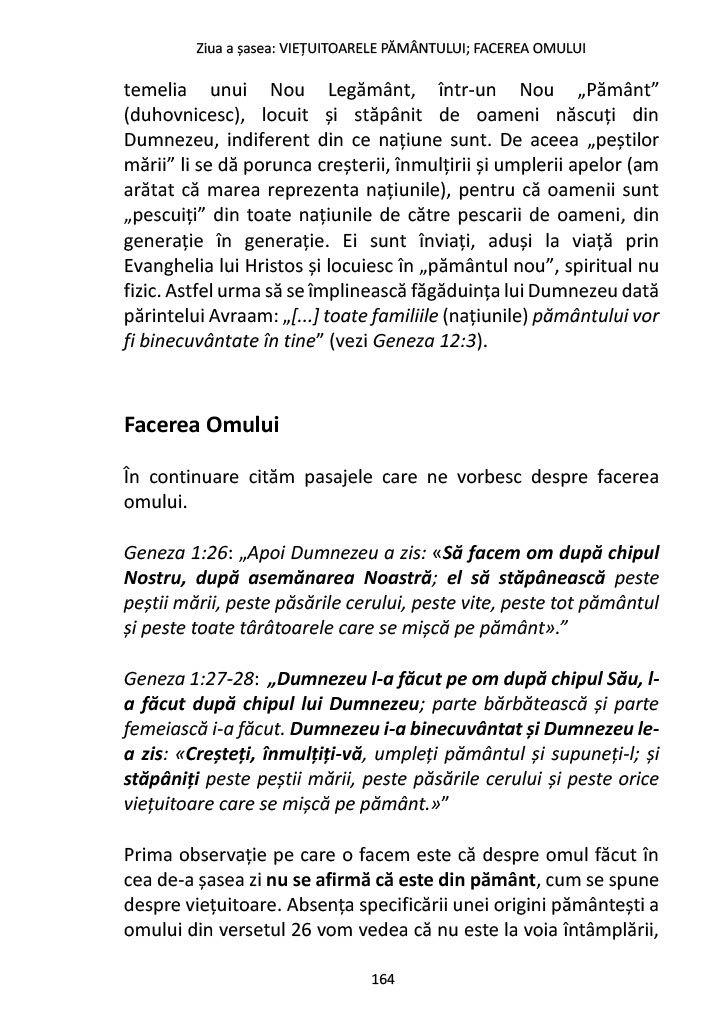 Ziua a șasea: VIEȚUITOARELE PĂMÂNTULUI; FACEREA OMULUI
temelia unui Nou Legământ, într-un Nou „Pământ”
(duhovnicesc), locuit și stăpânit de oameni născuți din
Dumnezeu, indiferent din ce națiune sunt. De aceea „peștilor
mării” li se dă porunca creșterii, înmulțirii și umplerii apelor (am
arătat că marea reprezenta națiunile), pentru că oamenii sunt
„pescuiți” din toate națiunile de către pescarii de oameni, din
generație în generație. Ei sunt înviați, aduși la viață prin
Evanghelia lui Hristos și locuiesc în „pământul nou”, spiritual nu
fizic. Astfel urma să se împlinească făgăduința lui Dumnezeu dată
părintelui Avraam: „[...] toate familiile (națiunile) pământului vor
fi binecuvântate în tine” (vezi Geneza 12:3).
Facerea Omului
În continuare cităm pasajele care ne vorbesc despre facerea
omului.
Geneza 1:26: „Apoi Dumnezeu a zis: «Să facem om după chipul
Nostru, după asemănarea Noastră; el să stăpânească peste
peștii mării, peste păsările cerului, peste vite, peste tot pământul
și peste toate târâtoarele care se mișcă pe pământ».”
Geneza 1:27-28: „Dumnezeu l-a făcut pe om după chipul Său, l-
a făcut după chipul lui Dumnezeu; parte bărbătească și parte
femeiască i-a făcut. Dumnezeu i-a binecuvântat și Dumnezeu le-
a zis: «Creșteți, înmulțiți-vă, umpleți pământul și supuneți-l; și
stăpâniți peste peștii mării, peste păsările cerului și peste orice
viețuitoare care se mișcă pe pământ.»”
Prima observație pe care o facem este că despre omul făcut în
cea de-a șasea zi nu se afirmă că este din pământ, cum se spune
despre viețuitoare. Absența specificării unei origini pământești a
omului din versetul 26 vom vedea că nu este la voia întâmplării,
164